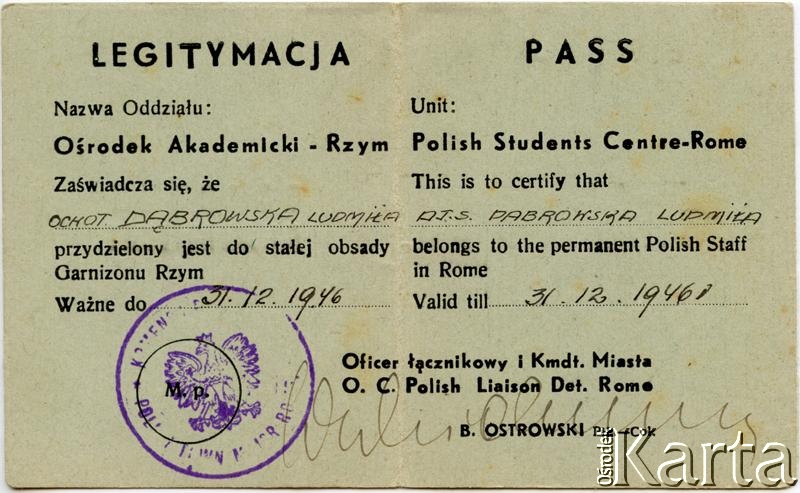 LEGITYMACJA
Nazwa Oddziału:
Ośrodek Akademicki - Rzym
Zaświadcza się, że
OCHOT DĄBROWSKA LUDMIŁA
przydzielony jest do stałej obsady
Garnizonu Rzym
Ważne do 31.12.1946
M. p.
PASS
Unit:
Polish Students Centre-Rome
This is to certify that
A.T.S. DĄBROWSKA LUDMIŁA
belongs to the permanent Polish Staff
in Rome
Valid till 31.12.1946
Oficer łącznikowy i Kmdt. Miasta
O. C. Polish Liaison Det. Rome
B. OSTROWSKI
Ośrodek
Karta